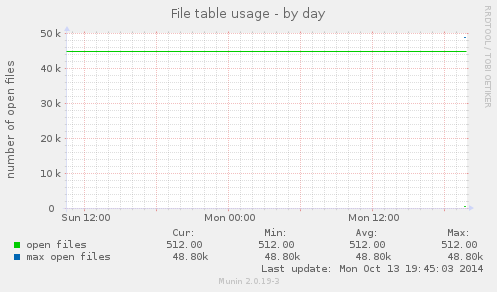 File table usage - by day
RRDTOOL / TOBI OETIKER
number of open files
50 k
40 k
30 k
20 k
10 k
0
Sun 12:00 Mon 00:00 Mon 12:00
Cur: Min: Avg: Max:
open files 512.00 512.00 512.00 512.00
max open files 48.80k 48.80k 48.80k 48.80k
Last update: Mon Oct 13 19:45:03 2014
Munin 2.0.19-3